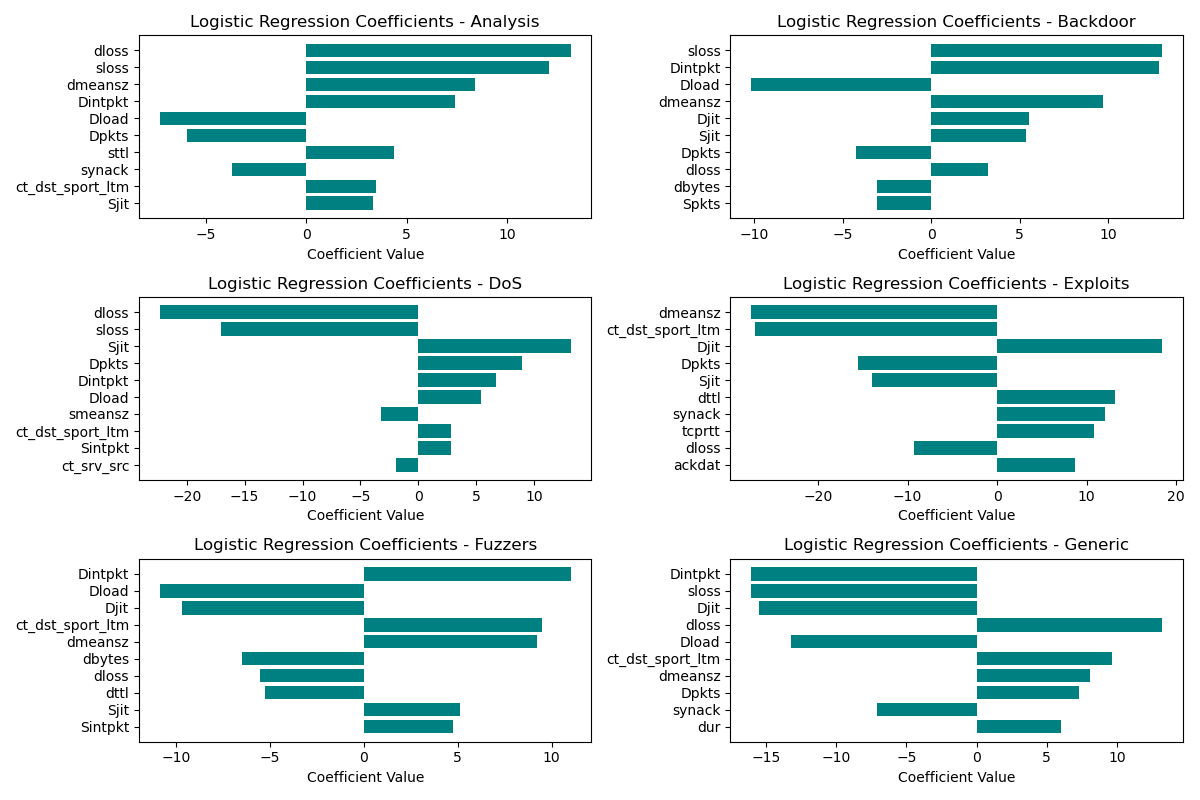 Logistic Regression Coefficients - Analysis
dloss
sloss
dmeansz
Dintpkt
Dload
Dpkts
sttl
synack
ct_dst_sport_ltm
Sjit
−5 0 5 10
Coefficient Value
Logistic Regression Coefficients - Backdoor
sloss
Dintpkt
Dload
dmeansz
Djit
Sjit
Dpkts
dloss
dbytes
Spkts
−10 −5 0 5 10
Coefficient Value
Logistic Regression Coefficients - DoS
dloss
sloss
Sjit
Dpkts
Dintpkt
Dload
smeansz
ct_dst_sport_ltm
Sintpkt
ct_srv_src
−20 −15 −10 −5 0 5 10
Coefficient Value
Logistic Regression Coefficients - Exploits
dmeansz
ct_dst_sport_ltm
Djit
Dpkts
Sjit
dttl
synack
tcprtt
dloss
ackdat
−20 −10 0 10 20
Coefficient Value
Logistic Regression Coefficients - Fuzzers
Dintpkt
Dload
Djit
ct_dst_sport_ltm
dmeansz
dbytes
dloss
dttl
Sjit
Sintpkt
−10 −5 0 5 10
Coefficient Value
Logistic Regression Coefficients - Generic
Dintpkt
sloss
Djit
dloss
Dload
ct_dst_sport_ltm
dmeansz
Dpkts
synack
dur
−15 −10 −5 0 5 10
Coefficient Value